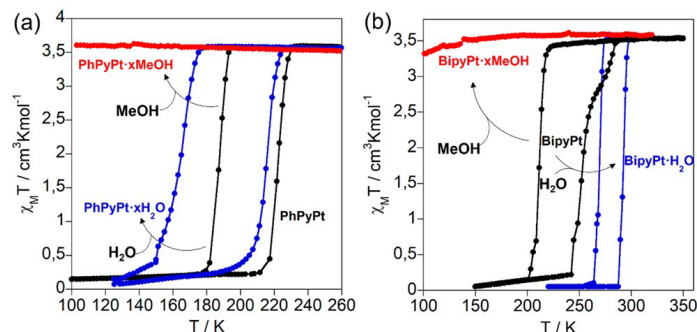 (a)
χMT / cm³Kmol⁻¹
4
3,5
3
2,5
2
1,5
1
0,5
0
PhPyPt·xMeOH
MeOH
PhPyPt·xH₂O
H₂O
PhPyPt
100 120 140 160 180 200 220 240 260
T / K
(b)
χMT / cm³Kmol⁻¹
4
3,5
3
2,5
2
1,5
1
0,5
0
BipyPt·xMeOH
MeOH
BipyPt
H₂O
BipyPt·H₂O
100 150 200 250 300 350
T / K